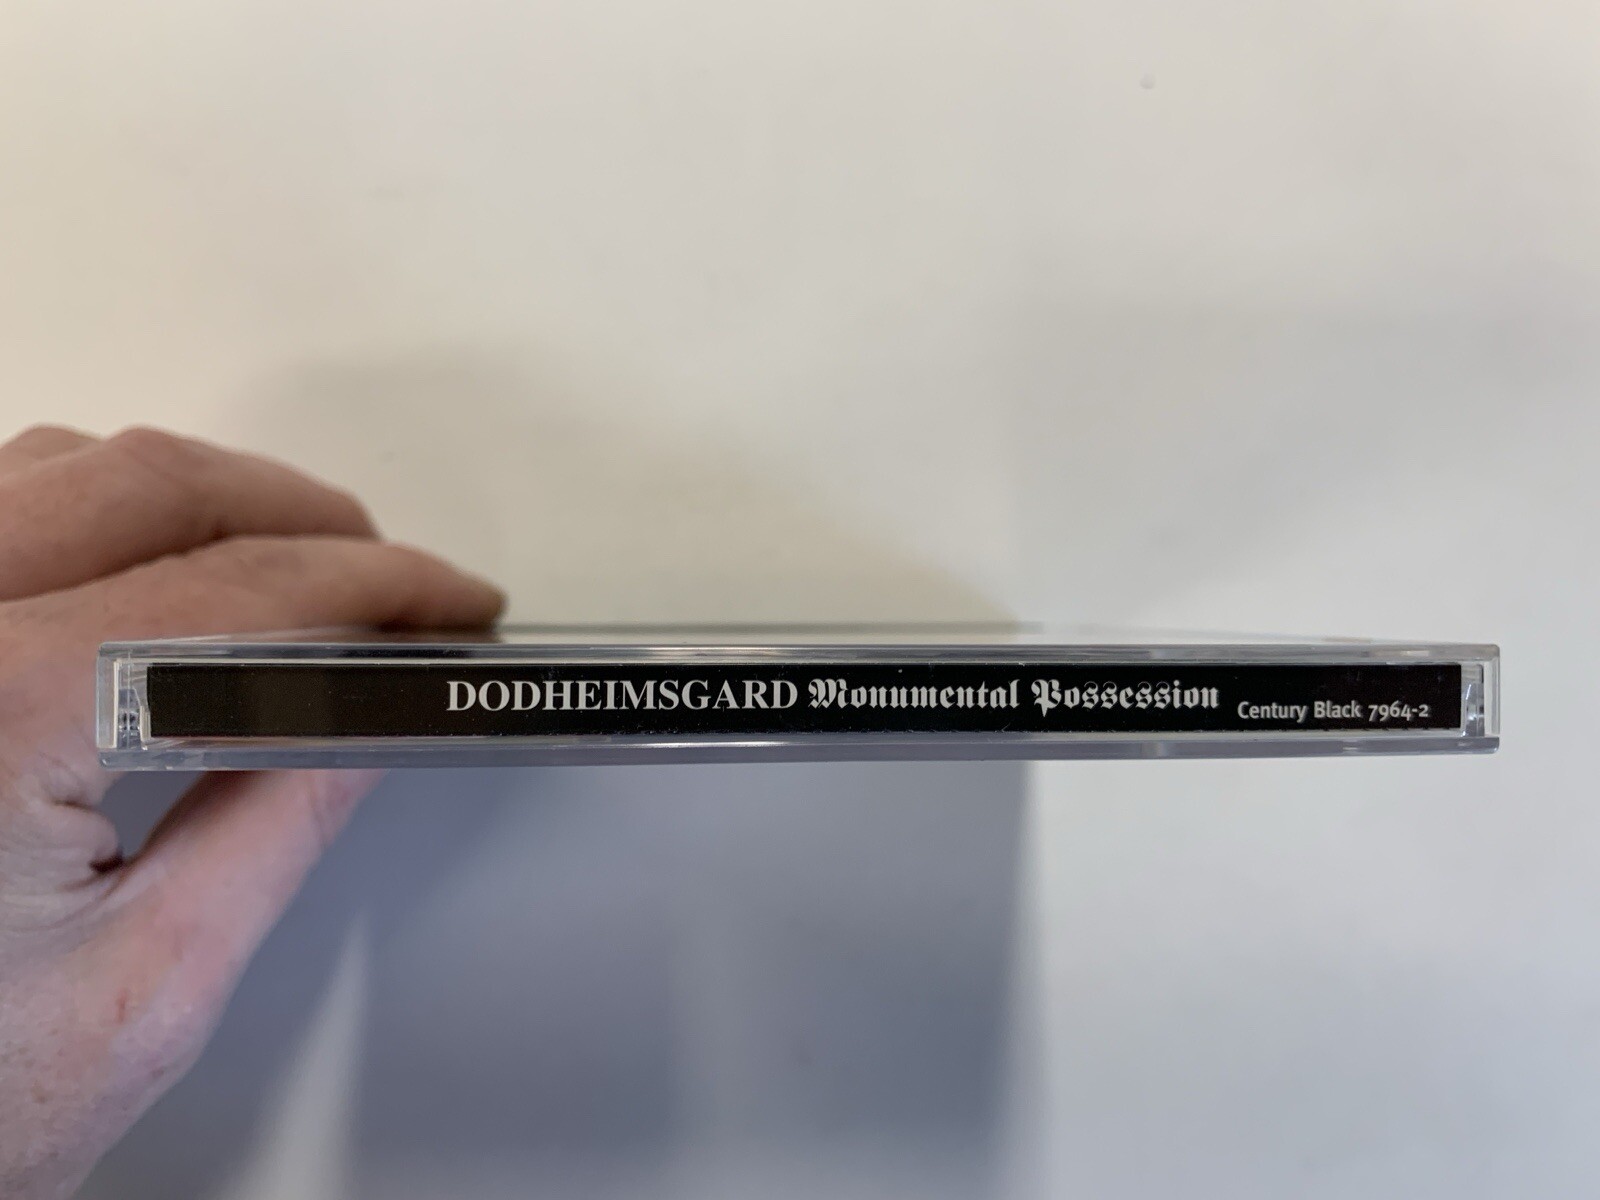 DODHEIMSGARD Monumental Possession Century Black 7964-2